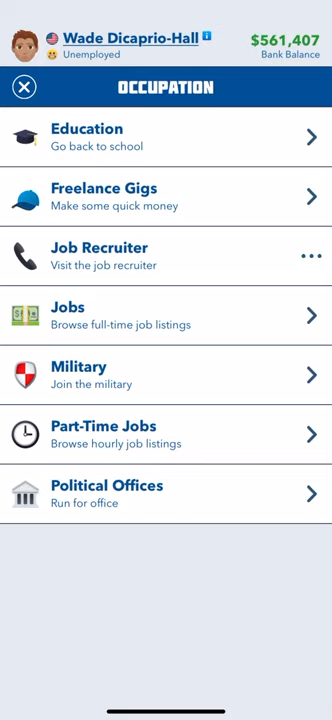 Wade Dicaprio-Hall
$561,407
Unemployed
Bank Balance
OCCUPATION
Education
Go back to school
Freelance Gigs
Make some quick money
Job Recruiter
Visit the job recruiter
Jobs
Browse full-time job listings
Military
Join the military
Part-Time Jobs
Browse hourly job listings
Political Offices
Run for office